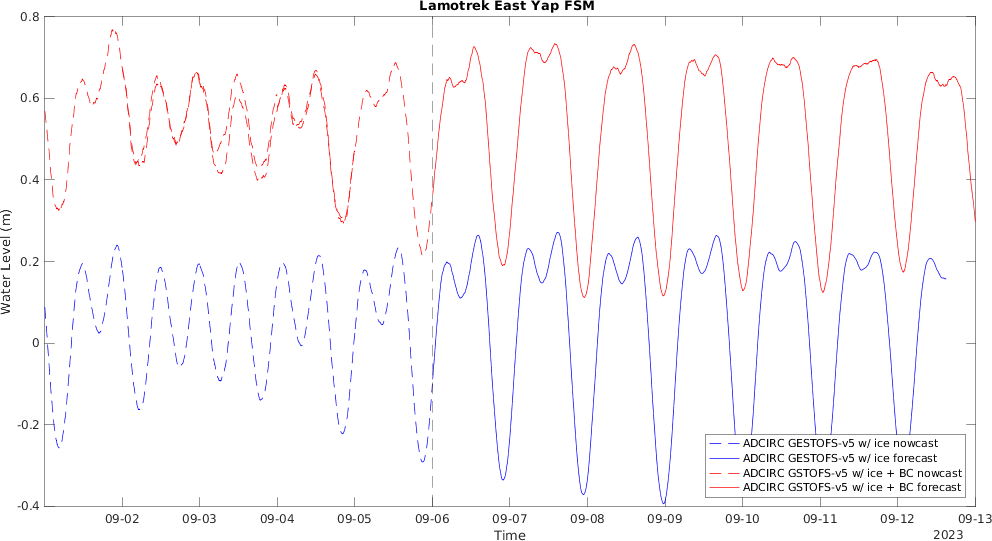 Lamotrek East Yap FSM
0.8
0.6
0.4
0.2
0
-0.2
-0.4
Water Level (m)
ADCIRC GESTOFS-v5 w/ ice nowcast
ADCIRC GESTOFS-v5 w/ ice forecast
ADCIRC GSTOFS-v5 w/ ice + BC nowcast
ADCIRC GSTOFS-v5 w/ ice + BC forecast
09-02 09-03 09-04 09-05 09-06 09-07 09-08 09-09 09-10 09-11 09-12 09-13
Time
2023